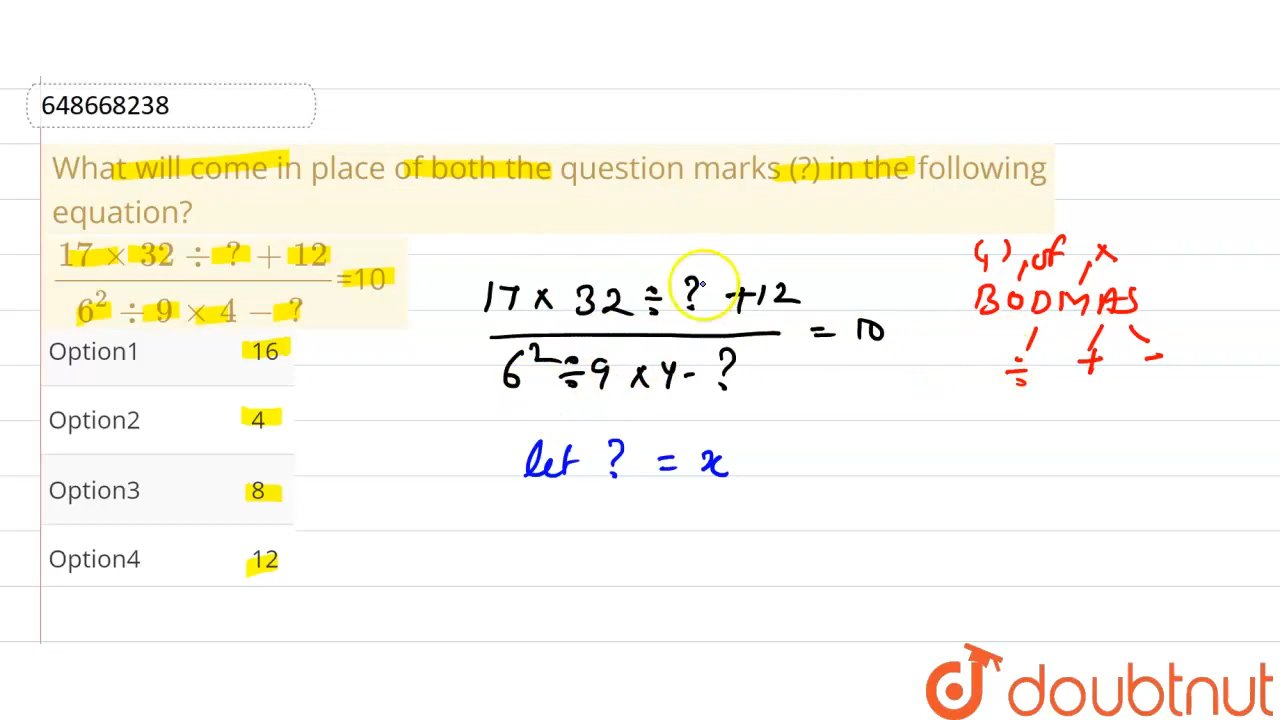 648668238
What will come in place of both the question marks (?) in the following
equation?
17 × 32 ÷ ? + 12
6² ÷ 9 × 4 − ?
=10
Option1 16
Option2 4
Option3 8
Option4 12
17 × 32 ÷ ? +12
6² ÷ 9 × 4 - ?
= 10
let ? = x
( ) , of , ×
BODMAS
÷ + -
doubtnut